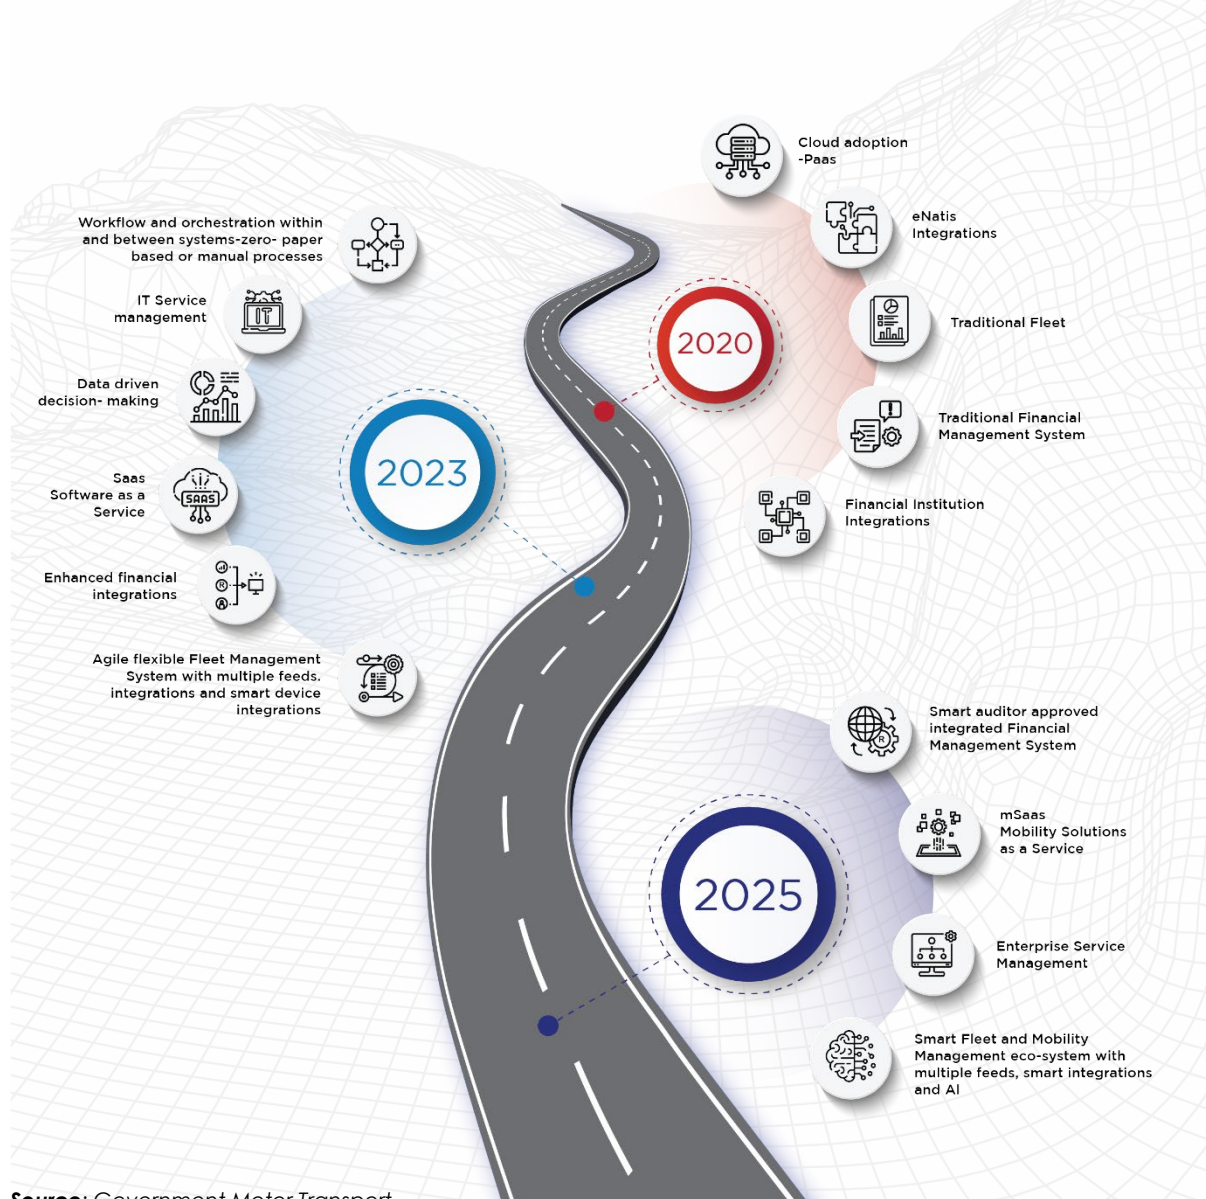 Cloud adoption
-Paas
eNatis
Integrations
Traditional Fleet
Traditional Financial
Management System
Financial Institution
Integrations
2020
Workflow and orchestration within
and between systems-zero- paper
based or manual processes
IT Service
management
IT
Data driven
decision- making
Saas
Software as a
Service
SAAS
Enhanced financial
integrations
R
A
Agile flexible Fleet Management
System with multiple feeds.
integrations and smart device
integrations
2023
Smart auditor approved
integrated Financial
Management System
R
mSaas
Mobility Solutions
as a Service
Enterprise Service
Management
Smart Fleet and Mobility
Management eco-system with
multiple feeds, smart integrations
and AI
2025
Source: Government Motor Transport